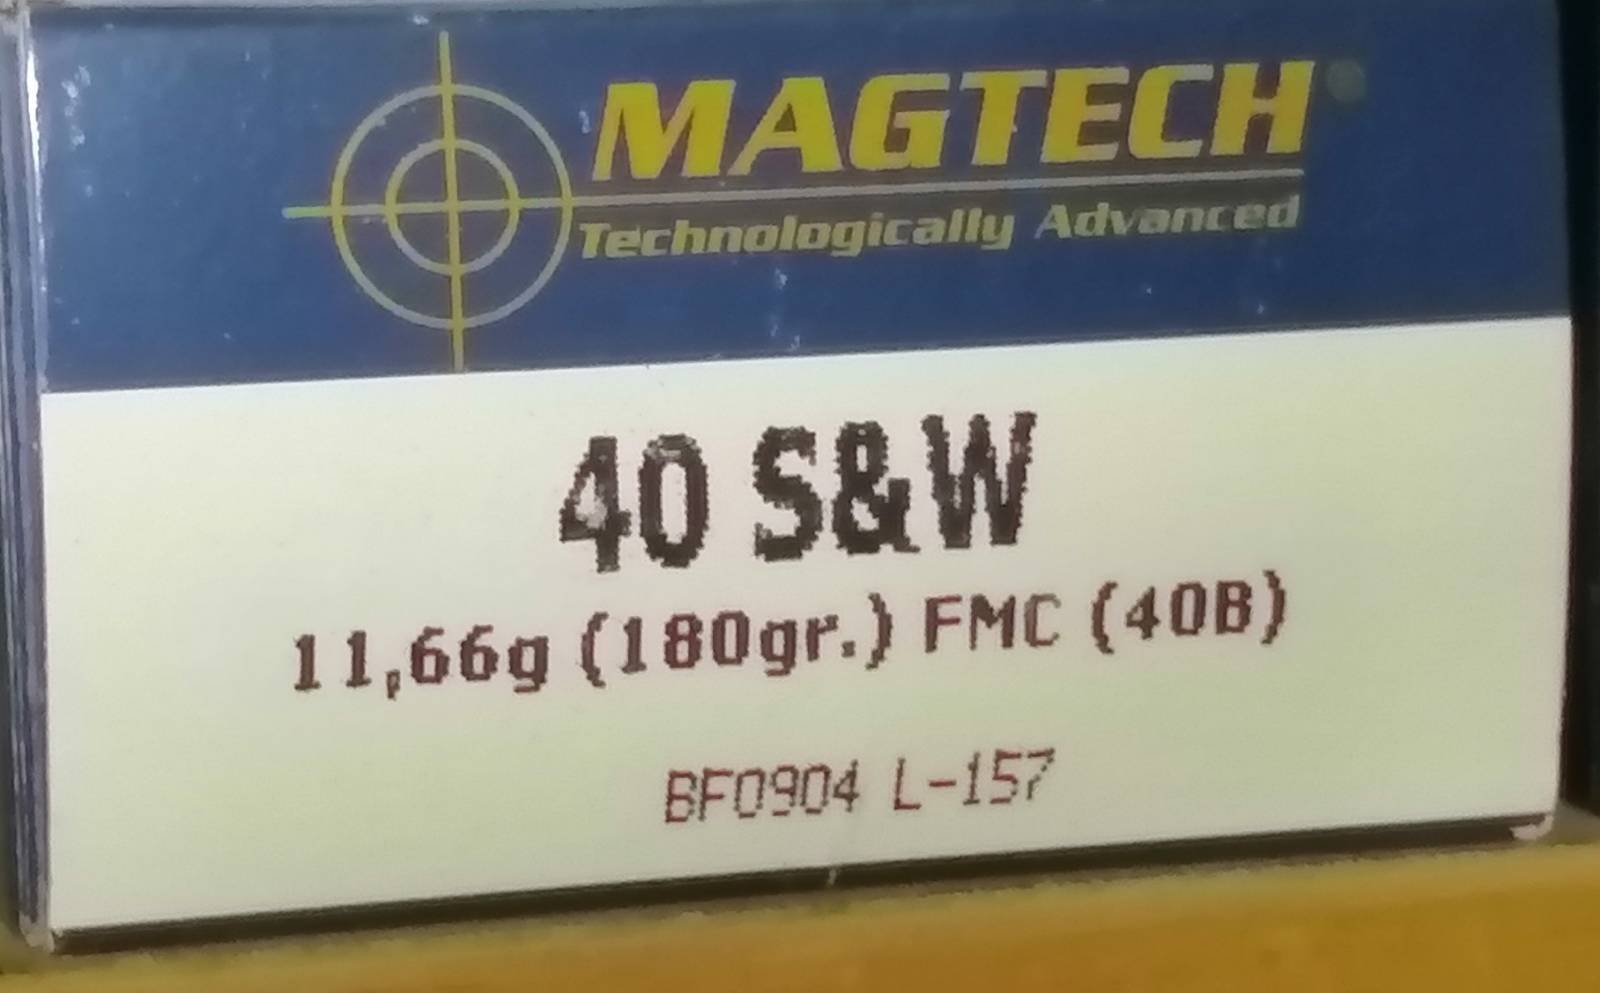 MAGTECH
Technologically Advanced
40 S&W
11,66g (180gr.) FMC (40B)
BF0904 L-157